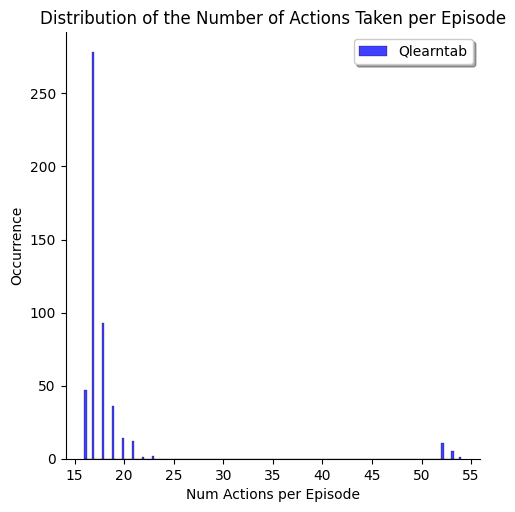 Distribution of the Number of Actions Taken per Episode
Qlearntab
Occurrence
250
200
150
100
50
0
15 20 25 30 35 40 45 50 55
Num Actions per Episode